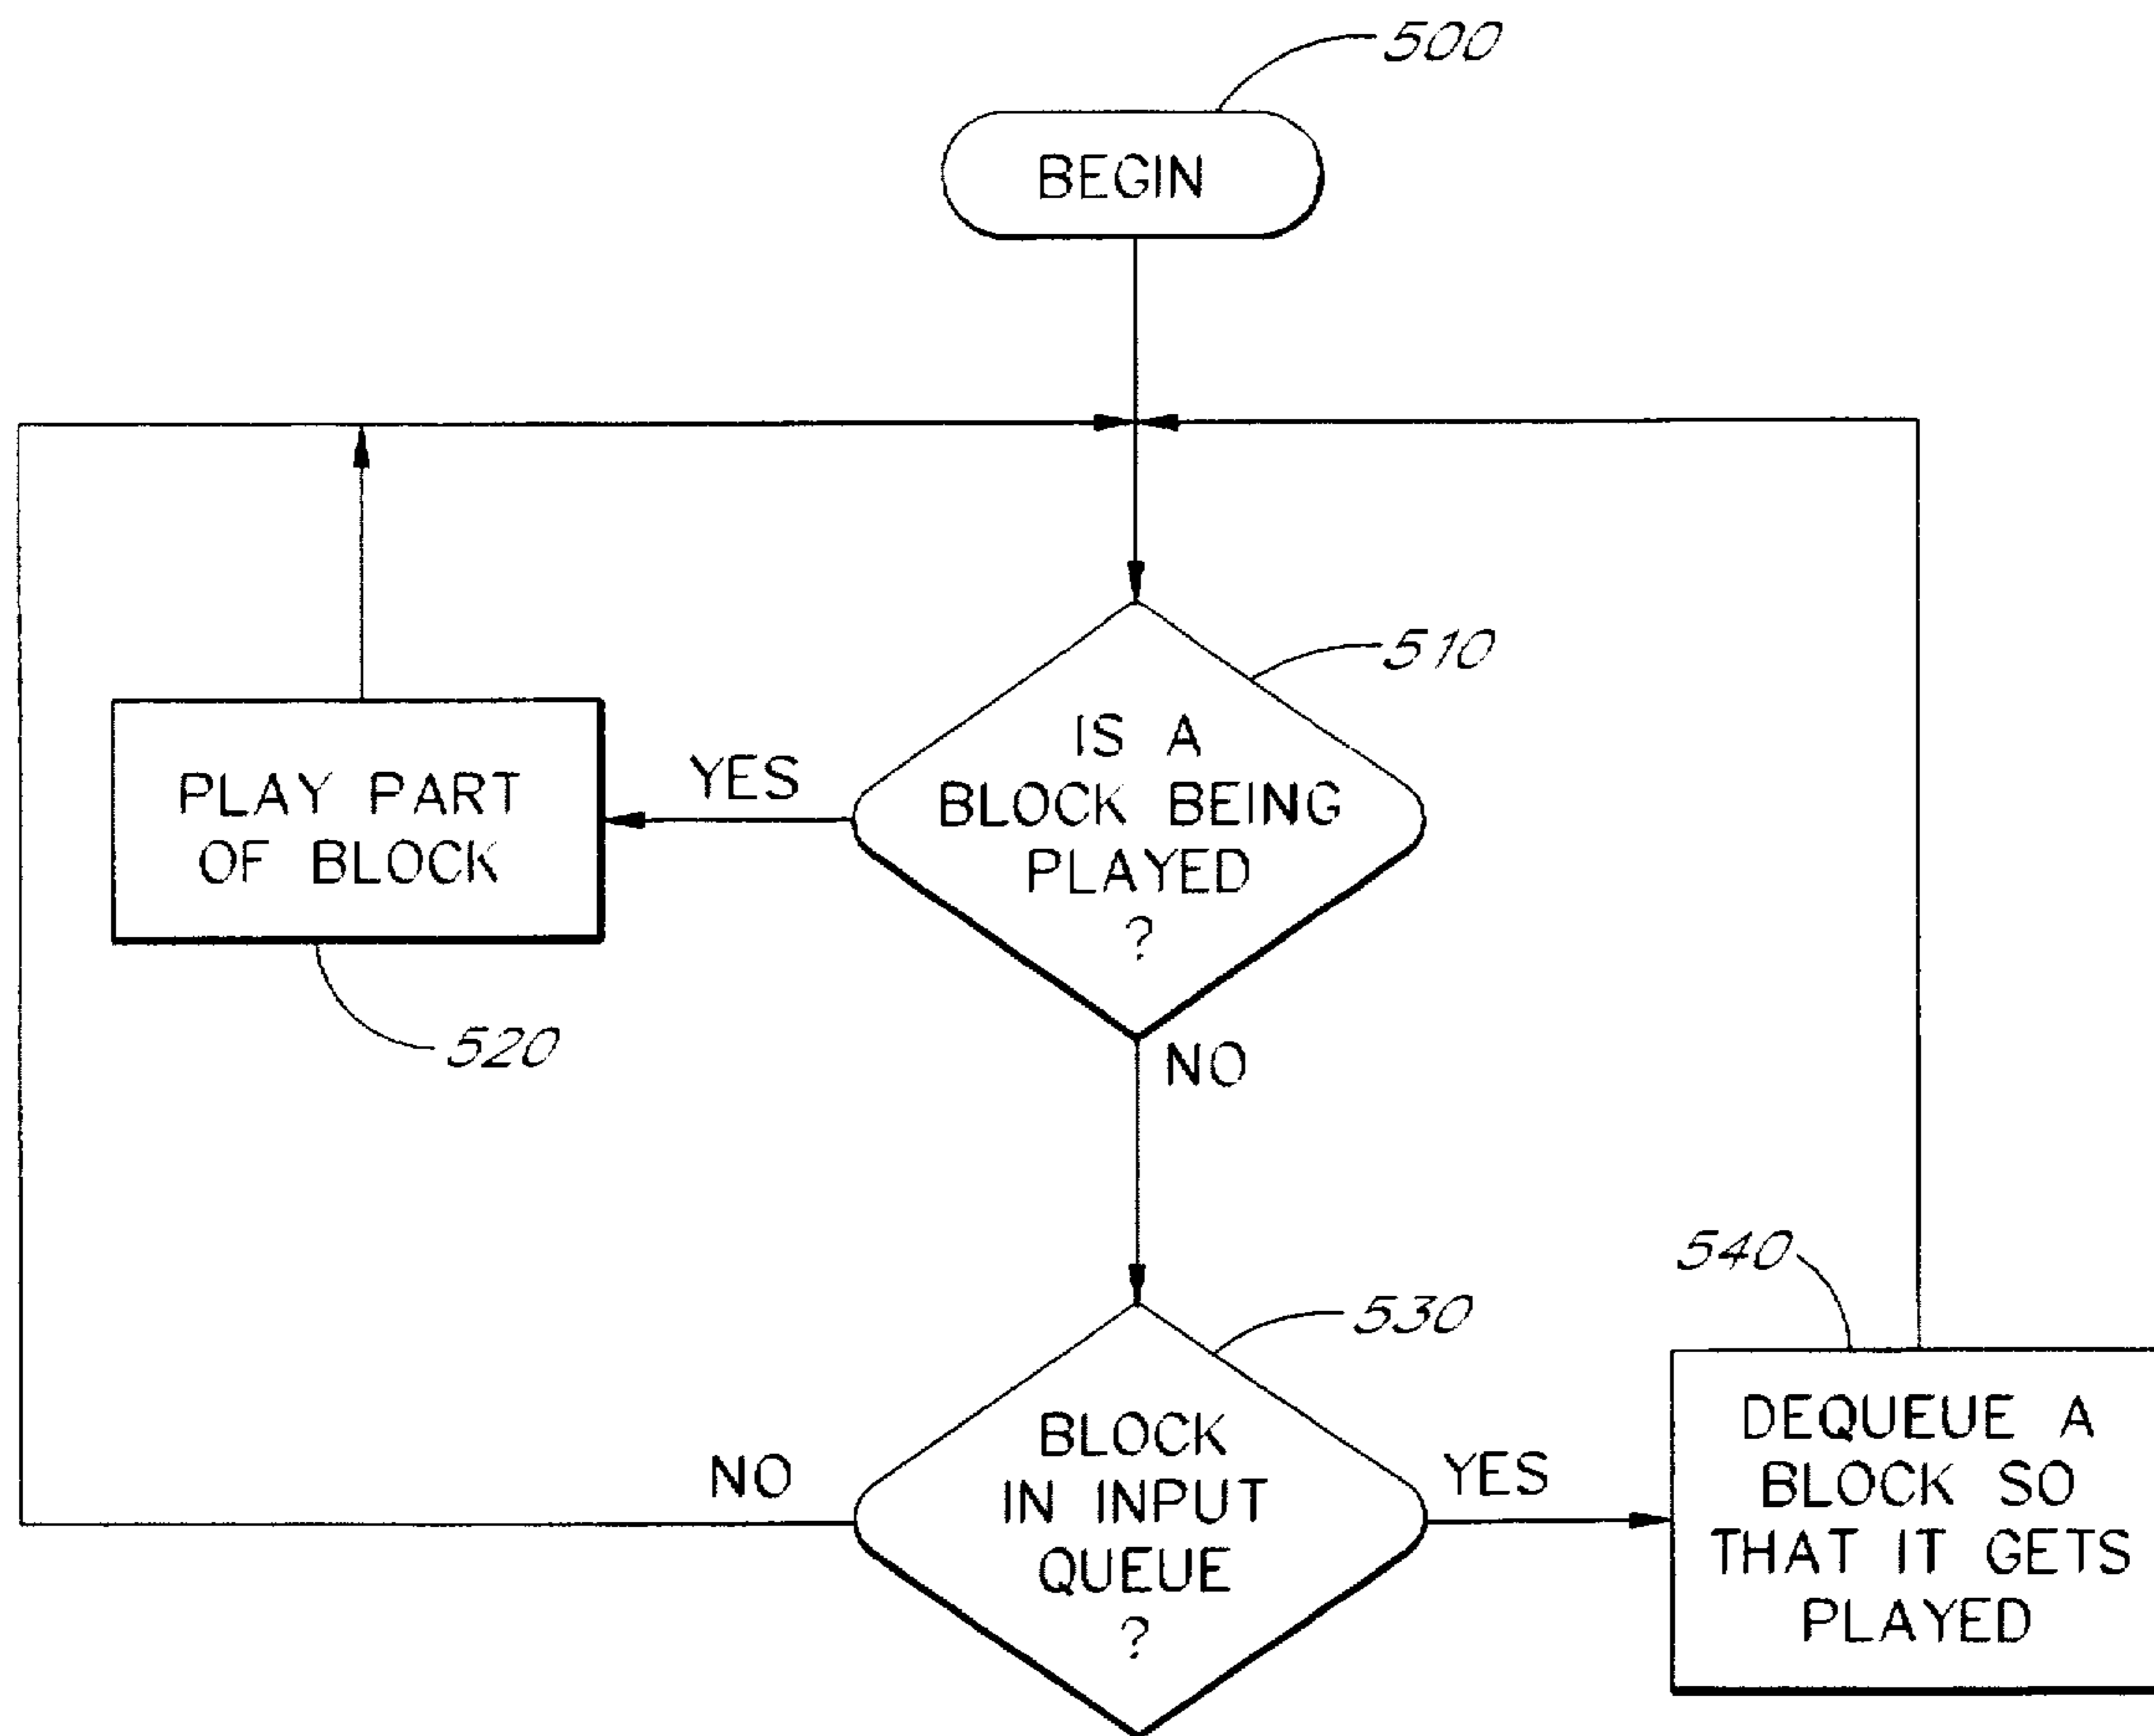 500
BEGIN
510
IS A
BLOCK BEING
PLAYED
?
YES
PLAY PART
OF BLOCK
520
NO
530
BLOCK
IN INPUT
QUEUE
?
NO
YES
540
DEQUEUE A
BLOCK SO
THAT IT GETS
PLAYED